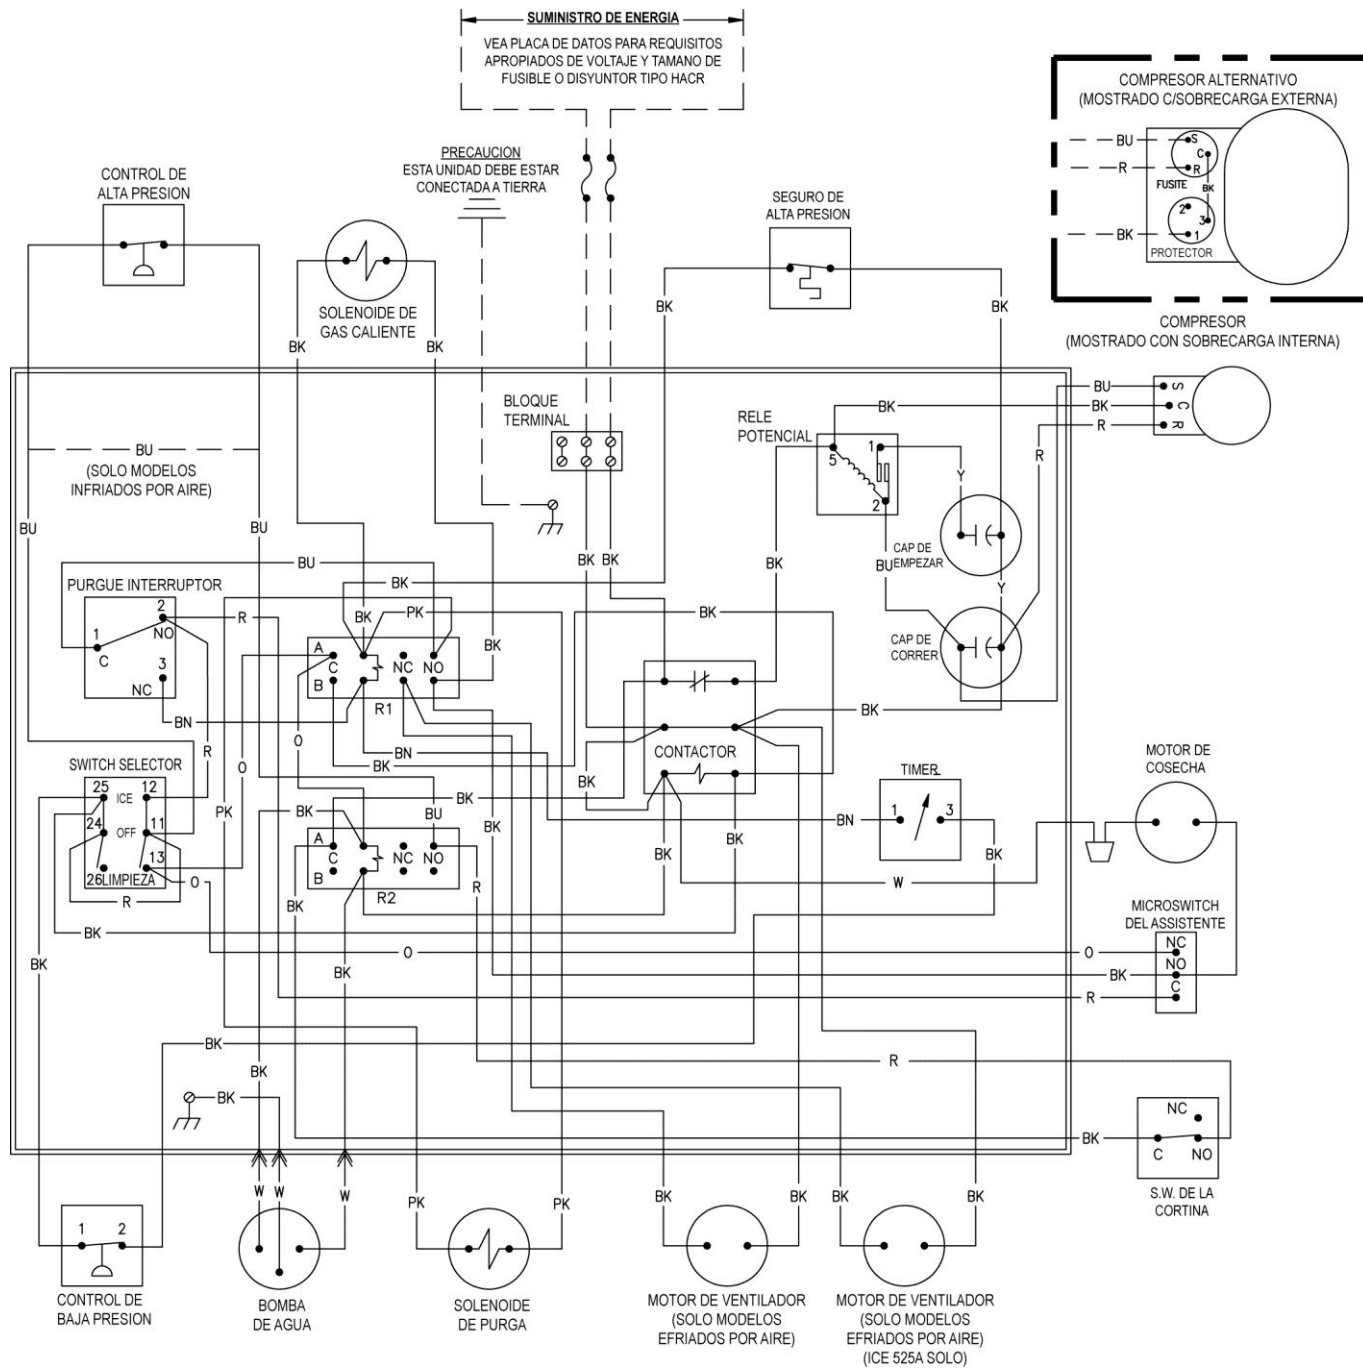 SUMINISTRO DE ENERGIA
VEA PLACA DE DATOS PARA REQUISITOS
APROPIADOS DE VOLTAJE Y TAMANO DE
FUSIBLE O DISYUNTOR TIPO HACR
COMPRESOR ALTERNATIVO
(MOSTRADO C/SOBRECARGA EXTERNA)
BU
S
C
R
R
FUSITE
BK
2
3
BK
1
PROTECTOR
PRECAUCION
ESTA UNIDAD DEBE ESTAR
CONECTADA A TIERRA
CONTROL DE
ALTA PRESION
SEGURO DE
ALTA PRESION
SOLENOIDE DE
GAS CALIENTE
BK
BK
BK
BK
COMPRESOR
(MOSTRADO CON SOBRECARGA INTERNA)
BU
BK
BK
R
S
C
R
BLOQUE
TERMINAL
RELE
POTENCIAL
5
1
2
R
Y
BU
(SOLO MODELOS
INFRIADOS POR AIRE)
BU
BU
BU
BK
BK
BK
BK
BU
CAP DE
EMPEZAR
Y
PURGUE INTERRUPTOR
1
C
2
NO
3
NC
R
BN
R
BK
PK
BK
BK
CAP DE
CORRER
A
C
B
NC
NO
R1
O
BN
BK
BK
CONTACTOR
BK
SWITCH SELECTOR
25
ICE
12
24
OFF
11
26
LIMPIEZA
13
R
O
O
PK
BK
BK
BU
BK
A
C
B
NC
NO
R2
R
BK
BK
BK
BN
TIMER
1
3
BK
W
MOTOR DE
COSECHA
MICROSWITCH
DEL ASSISTENTE
NC
NO
C
BK
BK
O
O
BK
BK
R
BK
BK
R
BK
BK
NC
C
NO
S.W. DE LA
CORTINA
W
W
W
PK
PK
BK
BK
BK
BK
1
2
CONTROL DE
BAJA PRESION
BOMBA
DE AGUA
SOLENOIDE
DE PURGA
MOTOR DE VENTILADOR
(SOLO MODELOS
EFRIADOS POR AIRE)
MOTOR DE VENTILADOR
(SOLO MODELOS
EFRIADOS POR AIRE)
(ICE 525A SOLO)